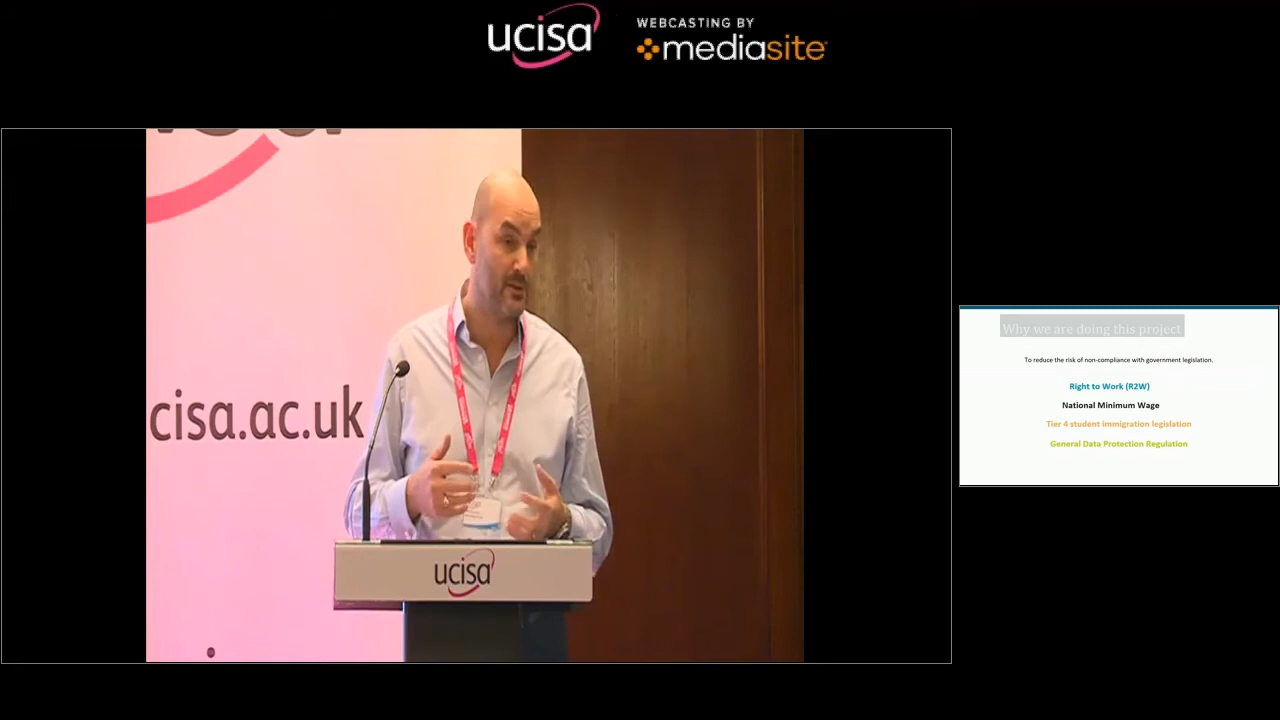 ucisa
WEBCASTING BY
mediasite
cisa.ac.uk
ucisa
Why we are doing this project
To reduce the risk of non-compliance with government legislation.
Right to Work (R2W)
National Minimum Wage
Tier 4 student immigration legislation
General Data Protection Regulation